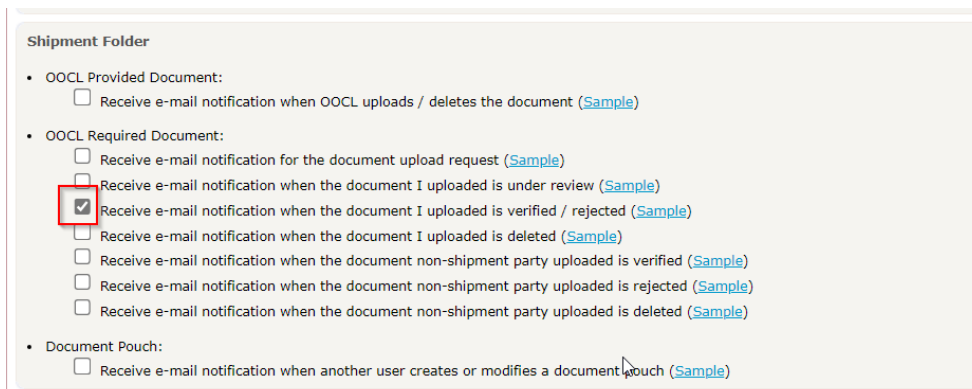 Shipment Folder
OOCL Provided Document:
Receive e-mail notification when OOCL uploads / deletes the document (Sample)
OOCL Required Document:
Receive e-mail notification for the document upload request (Sample)
Receive e-mail notification when the document I uploaded is under review (Sample)
Receive e-mail notification when the document I uploaded is verified / rejected (Sample)
Receive e-mail notification when the document I uploaded is deleted (Sample)
Receive e-mail notification when the document non-shipment party uploaded is verified (Sample)
Receive e-mail notification when the document non-shipment party uploaded is rejected (Sample)
Receive e-mail notification when the document non-shipment party uploaded is deleted (Sample)
Document Pouch:
Receive e-mail notification when another user creates or modifies a document pouch (Sample)